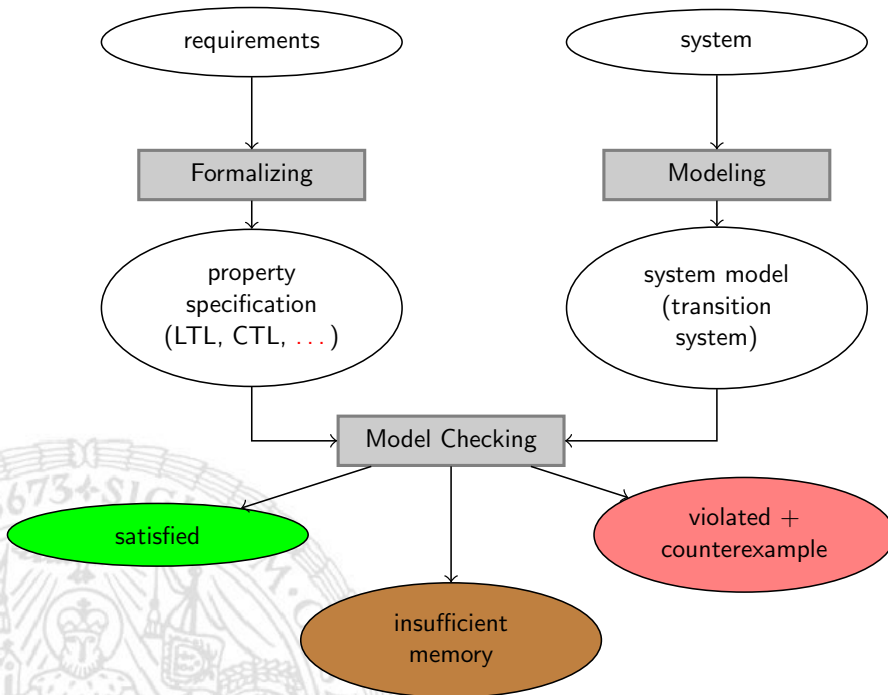 requirements
system
Formalizing
Modeling
property
specification
(LTL, CTL, ...)
system model
(transition
system)
Model Checking
satisfied
violated +
counterexample
insufficient
memory